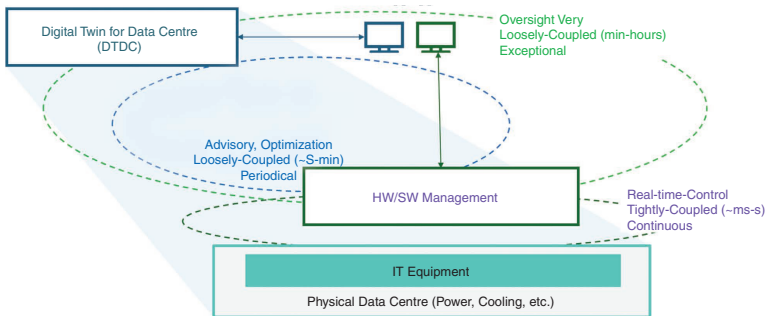 Digital Twin for Data Centre
(DTDC)
Oversight Very
Loosely-Coupled (min-hours)
Exceptional
Advisory, Optimization
Loosely-Coupled (~S-min)
Periodical
HW/SW Management
Real-time-Control
Tightly-Coupled (~ms-s)
Continuous
IT Equipment
Physical Data Centre (Power, Cooling, etc.)